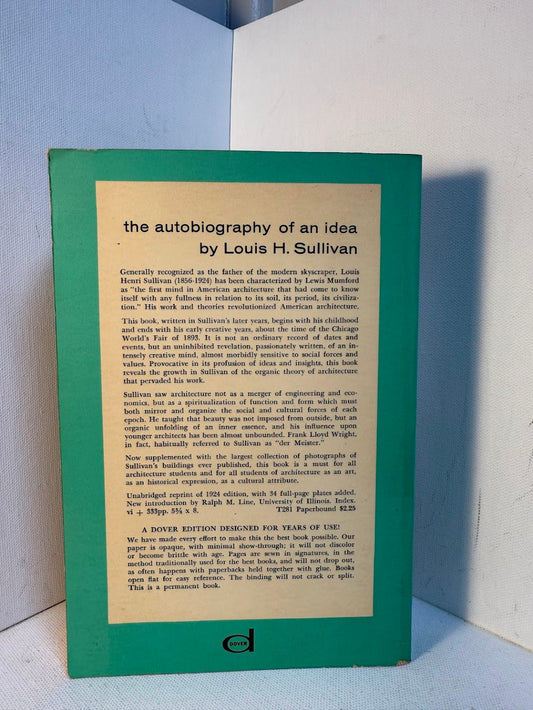 the autobiography of an idea
by Louis H. Sullivan
Generally recognized as the father of the modern skyscraper, Louis
Henri Sullivan (1856-1924) has been characterized by Lewis Mumford
as "the first mind in American architecture that had come to know
itself with any fullness in relation to its soil, its period, its civiliza-
tion." His work and theories revolutionized American architecture.
This book, written in Sullivan's later years, begins with his childhood
and ends with his early creative years, about the time of the Chicago
World's Fair of 1893. It is not an ordinary record of dates and
events, but an uninhibited revelation, passionately written, of an in-
tensely creative mind, almost morbidly sensitive to social forces and
values. Provocative in its profusion of ideas and insights, this book
reveals the growth in Sullivan of the organic theory of architecture
that pervaded his work.
Sullivan saw architecture not as a merger of engineering and eco-
nomics, but as a spiritualization of function and form which must
both mirror and organize the social and cultural forces of each
epoch. He taught that beauty was not imposed from outside, but an
organic unfolding of an inner essence, and his influence upon
younger architects has been almost unbounded. Frank Lloyd Wright,
in fact, habitually referred to Sullivan as "der Meister."
Now supplemented with the largest collection of photographs of
Sullivan's buildings ever published, this book is a must for all
architecture students and for all students of architecture as an art,
as an historical expression, as a cultural attribute.
Unabridged reprint of 1924 edition, with 34 full-page plates added.
New introduction by Ralph M. Line, University of Illinois. Index.
vi + 333pp. 5⅜ x 8. T281 Paperbound $2.25
A DOVER EDITION DESIGNED FOR YEARS OF USE!
We have made every effort to make this the best book possible. Our
paper is opaque, with minimal show-through; it will not discolor
or become brittle with age. Pages are sewn in signatures, in the
method traditionally used for the best books, and will not drop out,
as often happens with paperbacks held together with glue. Books
open flat for easy reference. The binding will not crack or split.
This is a permanent book.
DOVER